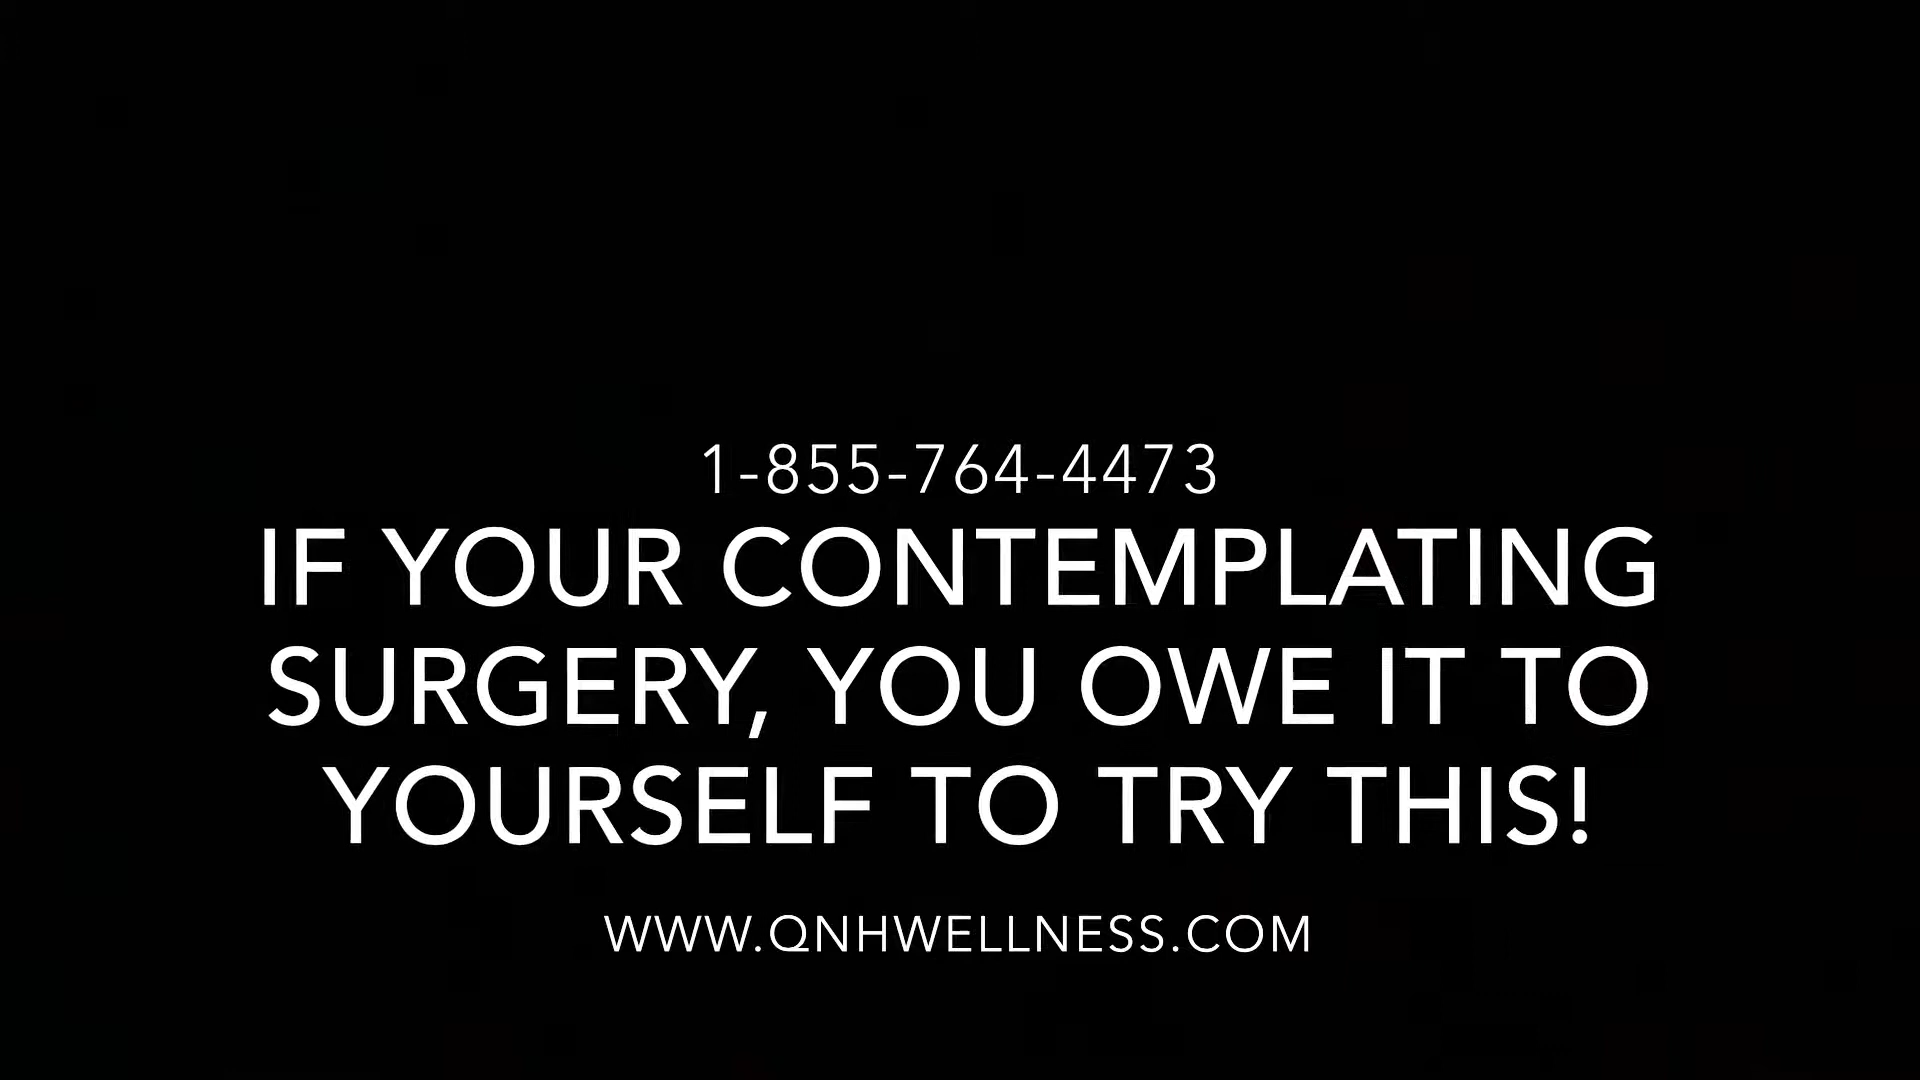 1-855-764-4473
IF YOUR CONTEMPLATING
SURGERY, YOU OWE IT TO
YOURSELF TO TRY THIS!
WWW.QNHWELLNESS.COM